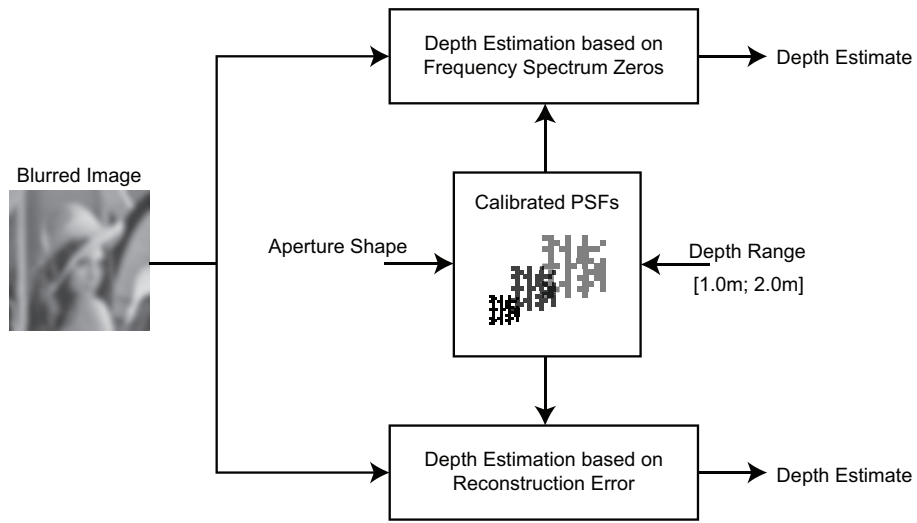 Depth Estimation based on
Frequency Spectrum Zeros
Depth Estimate
Blurred Image
Calibrated PSFs
Aperture Shape
Depth Range
[1.0m; 2.0m]
Depth Estimation based on
Reconstruction Error
Depth Estimate